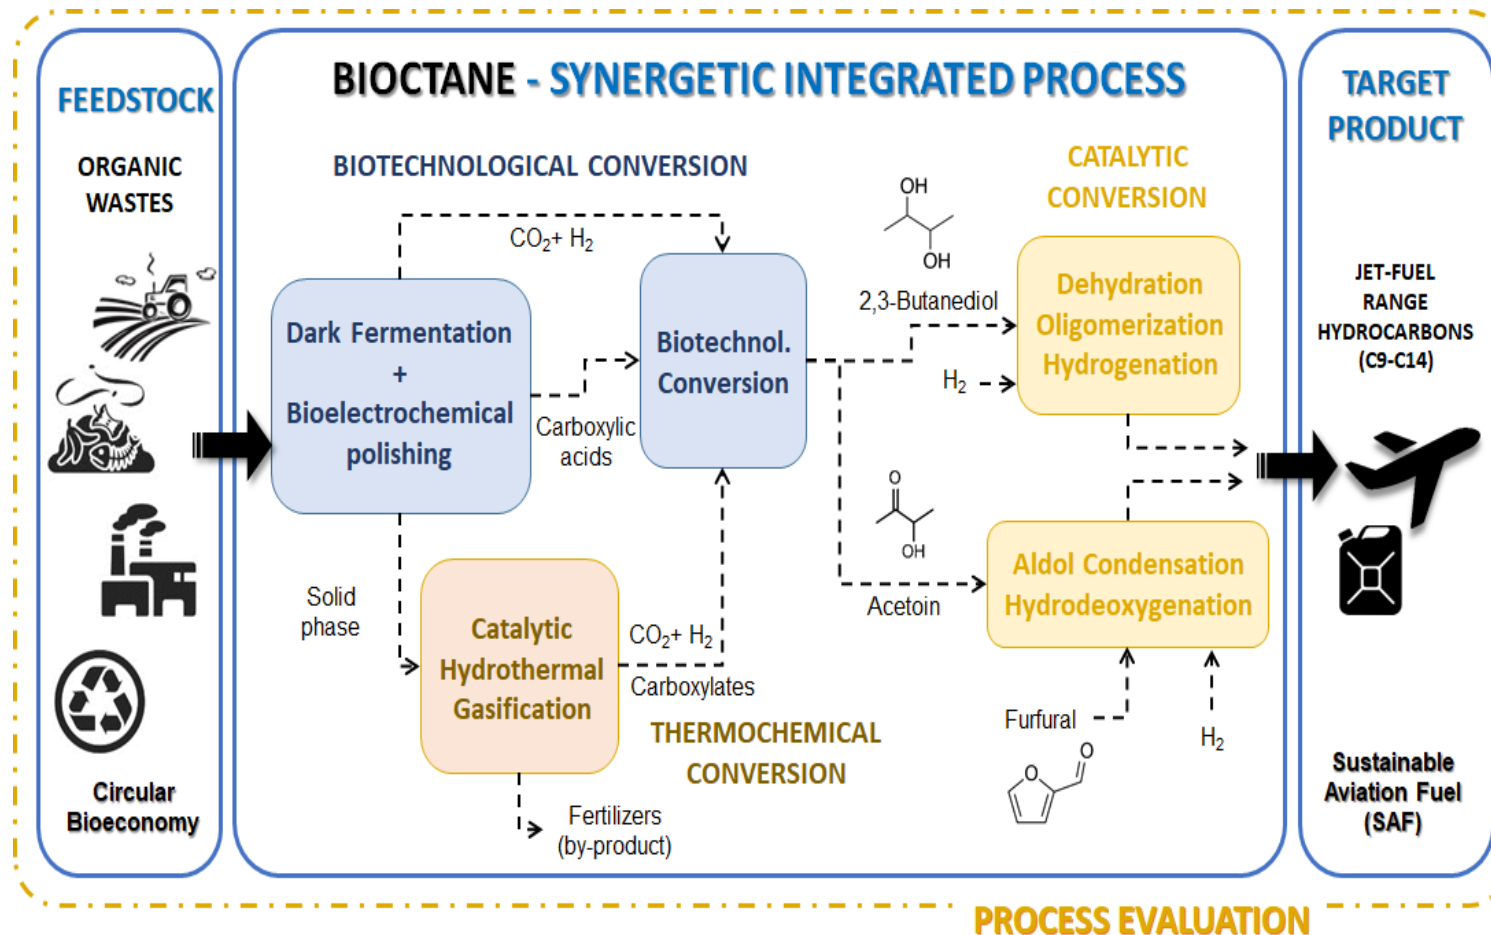 FEEDSTOCK
ORGANIC
WASTES
Circular
Bioeconomy
BIOCTANE - SYNERGETIC INTEGRATED PROCESS
BIOTECHNOLOGICAL CONVERSION
CO₂+ H₂
Dark Fermentation
+
Bioelectrochemical
polishing
Carboxylic
acids
Biotechnol.
Conversion
Solid
phase
Catalytic
Hydrothermal
Gasification
CO₂+ H₂
Carboxylates
THERMOCHEMICAL
CONVERSION
Fertilizers
(by-product)
CATALYTIC
CONVERSION
OH
OH
2,3-Butanediol
H₂
Dehydration
Oligomerization
Hydrogenation
O
OH
Acetoin
Aldol Condensation
Hydrodeoxygenation
Furfural
O
O
H₂
TARGET
PRODUCT
JET-FUEL
RANGE
HYDROCARBONS
(C9-C14)
Sustainable
Aviation Fuel
(SAF)
PROCESS EVALUATION